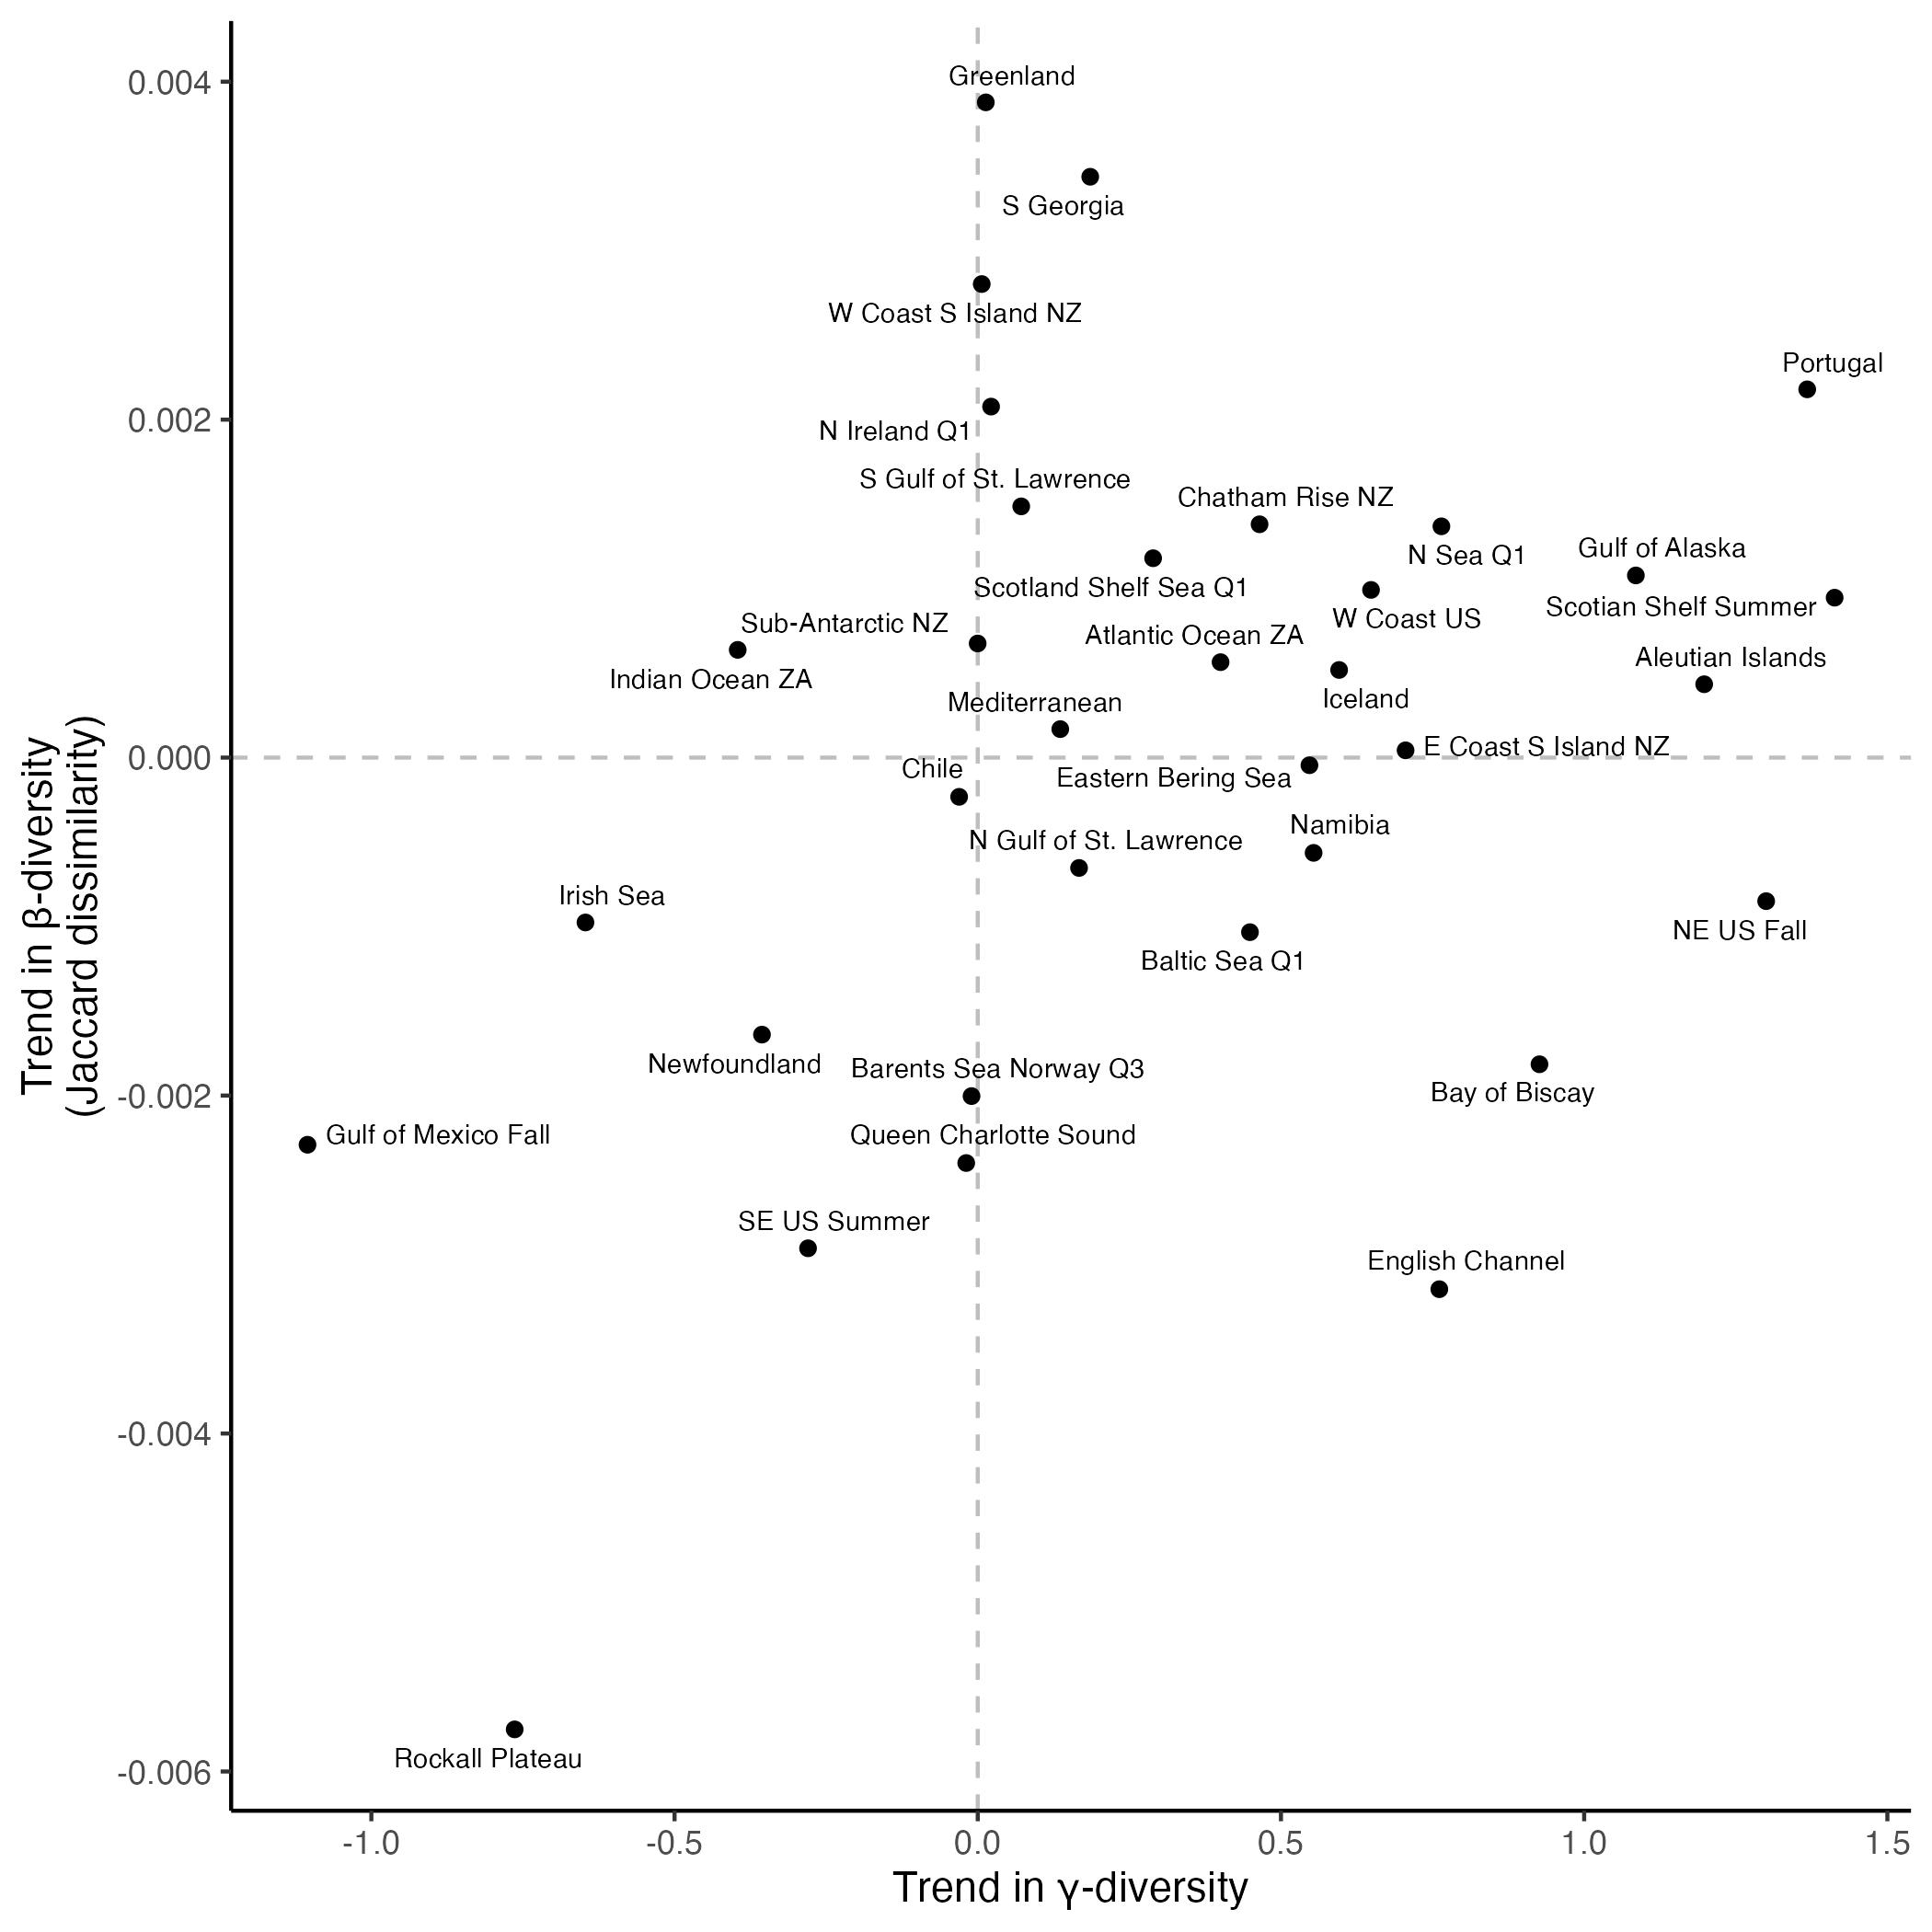 Greenland
0.004
S Georgia
W Coast S Island NZ
Portugal
0.002
N Ireland Q1
S Gulf of St. Lawrence
Chatham Rise NZ
N Sea Q1
Gulf of Alaska
Scotland Shelf Sea Q1
Scotian Shelf Summer
W Coast US
Sub-Antarctic NZ
Atlantic Ocean ZA
Aleutian Islands
Indian Ocean ZA
Iceland
Mediterranean
E Coast S Island NZ
0.000
Chile
Eastern Bering Sea
Namibia
N Gulf of St. Lawrence
Irish Sea
NE US Fall
Baltic Sea Q1
Newfoundland
Barents Sea Norway Q3
Bay of Biscay
-0.002
Gulf of Mexico Fall
Queen Charlotte Sound
SE US Summer
English Channel
-0.004
Rockall Plateau
-0.006
Trend in β-diversity
(Jaccard dissimilarity)
-1.0
-0.5
0.0
0.5
1.0
1.5
Trend in γ-diversity